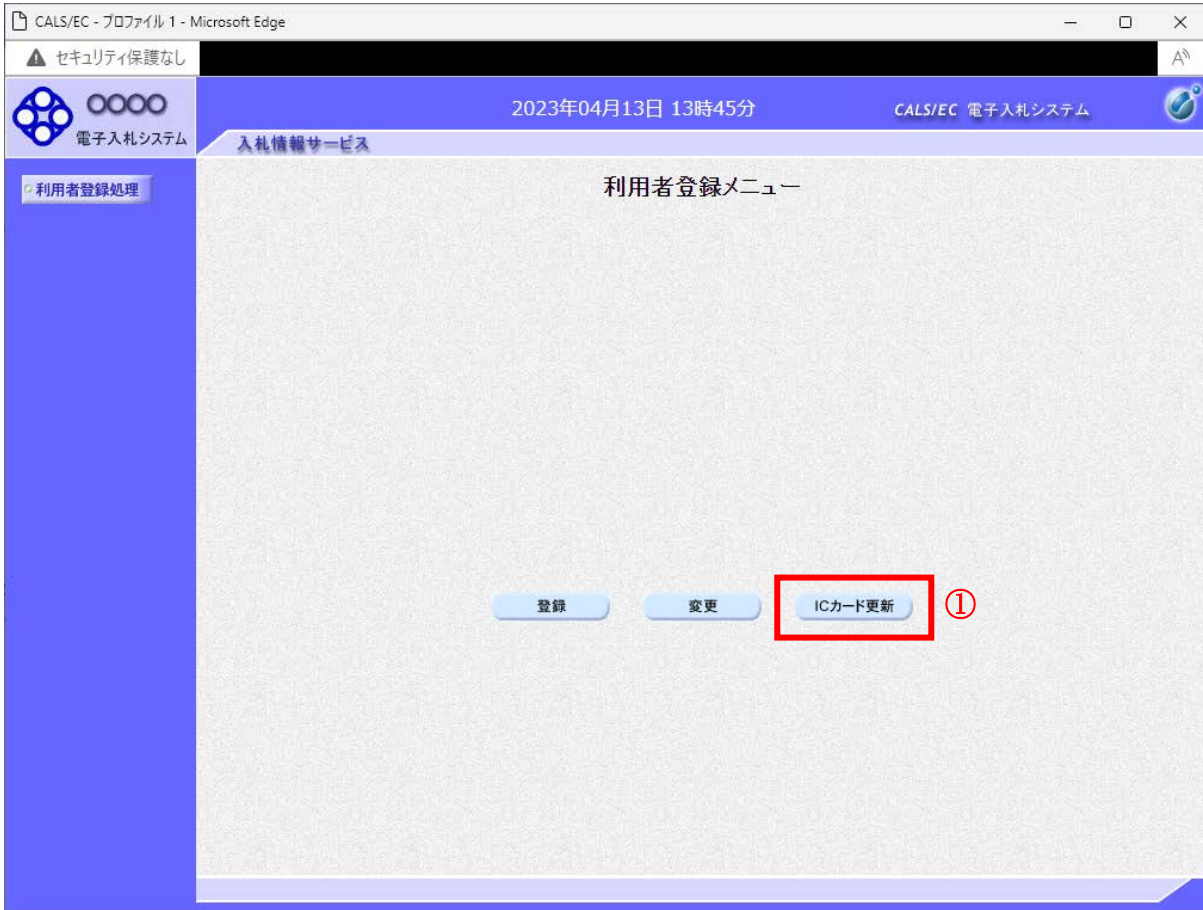 CALS/EC - プロファイル 1 - Microsoft Edge
セキュリティ保護なし
〇〇〇〇
電子入札システム
2023年04月13日 13時45分
CALS/EC 電子入札システム
入札情報サービス
利用者登録処理
利用者登録メニュー
登録
変更
ICカード更新
①